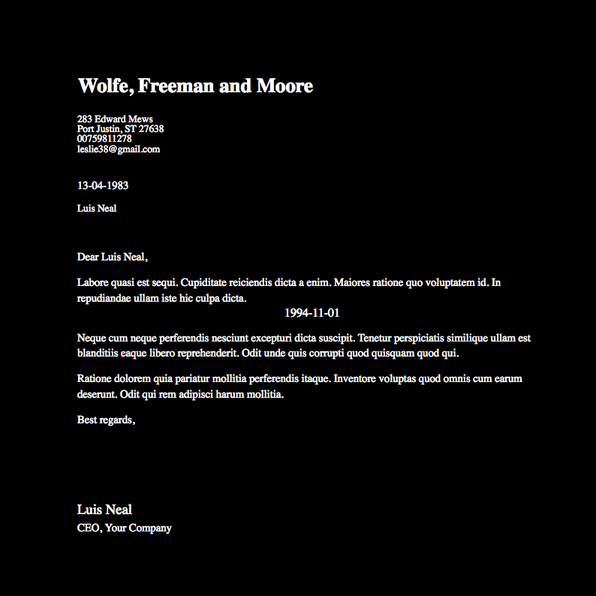 Wolfe, Freeman and Moore
283 Edward Mews
Port Justin, ST 27638
00759811278
leslie38@gmail.com
13-04-1983
Luis Neal
Dear Luis Neal,
Labore quasi est sequi. Cupiditate reiciendis dicta a enim. Maiores ratione quo voluptatem id. In
repudiandae ullam iste hic culpa dicta.
1994-11-01
Neque cum neque perferendis nesciunt excepturi dicta suscipit. Tenetur perspiciatis similique ullam est
blanditiis eaque libero reprehenderit. Odit unde quis corrupti quod quisquam quod qui.
Ratione dolorem quia pariatur mollitia perferendis itaque. Inventore voluptas quod omnis cum earum
deserunt. Odit qui rem adipisci harum mollitia.
Best regards,
Luis Neal
CEO, Your Company